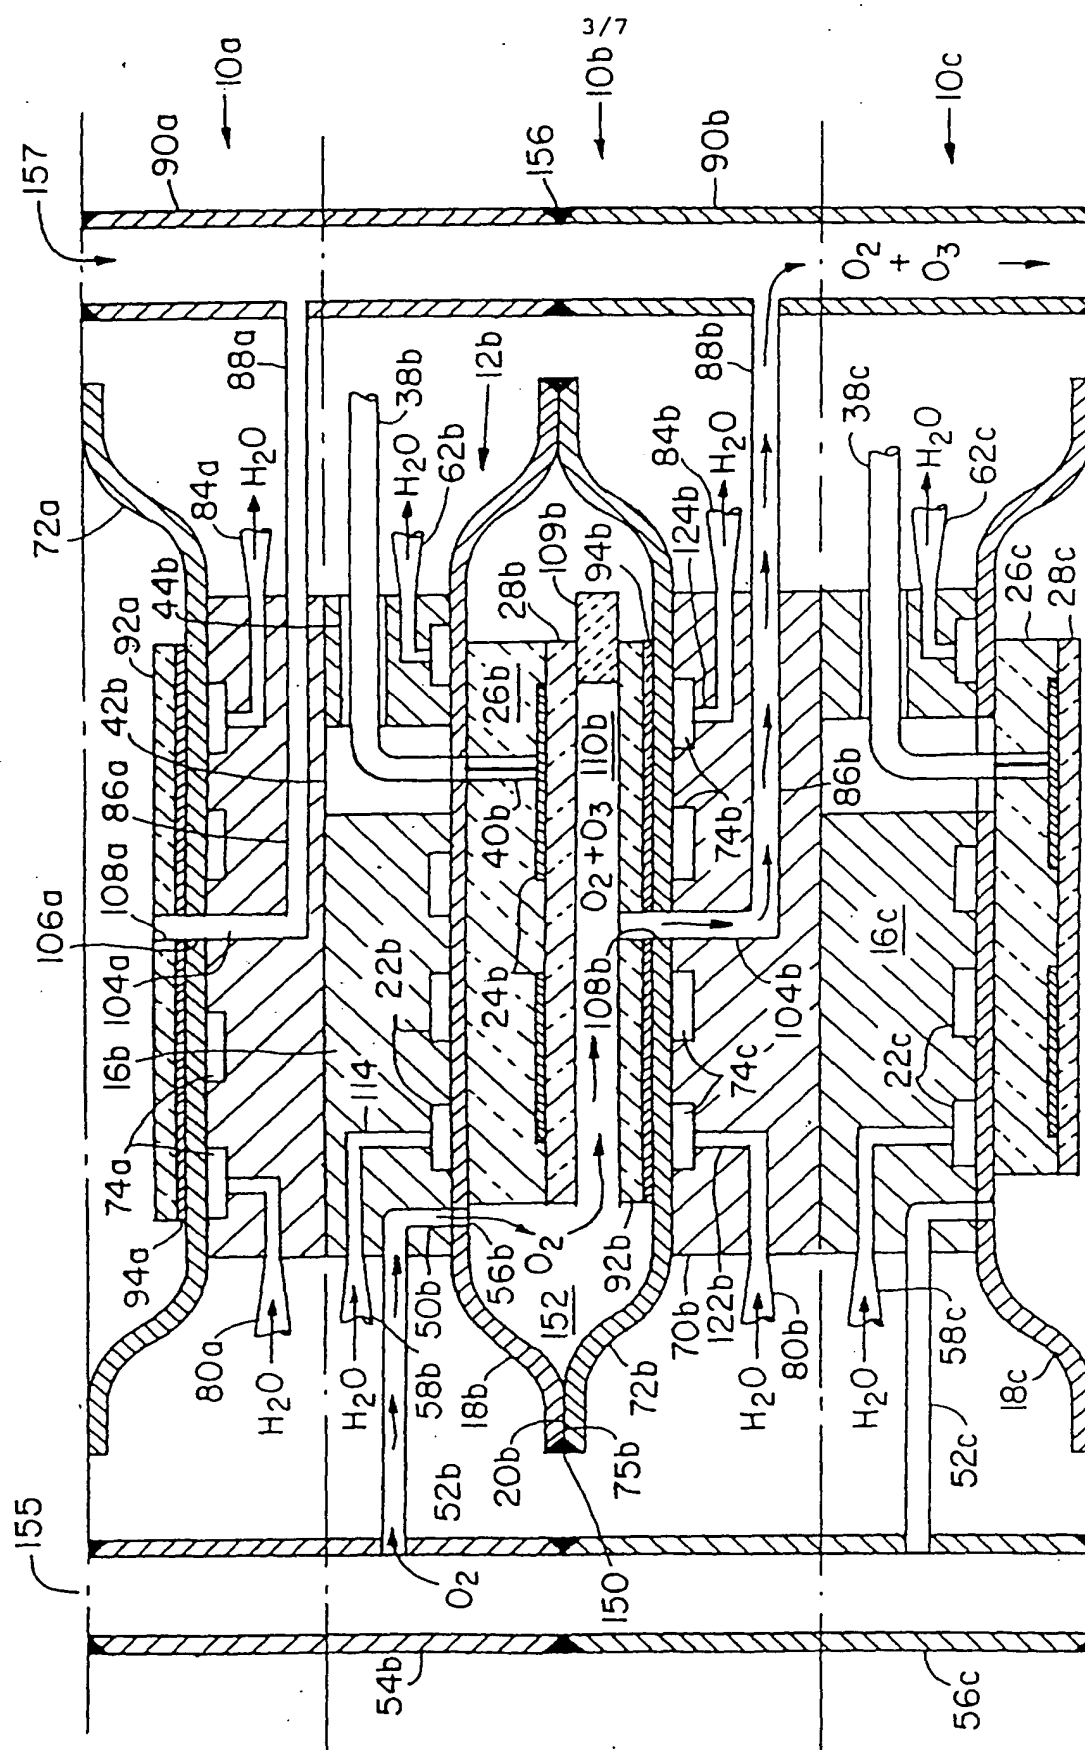 3/7
155
157
10a
90a
72a
84a
H2O
88a
106a
108a
86a
42b
92a
44b
104a
16b
74a
94a
80a
H2O
10b
156
90b
38b
12b
H2O
62b
28b
109b
94b
26b
40b
24b
22b
114
H2O
58b
50b
56b
O2
152
18b
20b
75b
72b
52b
O2
150
54b
110b
O2+O3
108b
88b
84b
H2O
124b
74b
86b
104b
74c
92b
70b
122b
80b
H2O
10c
O2
+
O3
38c
H2O
62c
26c
28c
16c
22c
H2O
58c
52c
18c
56c